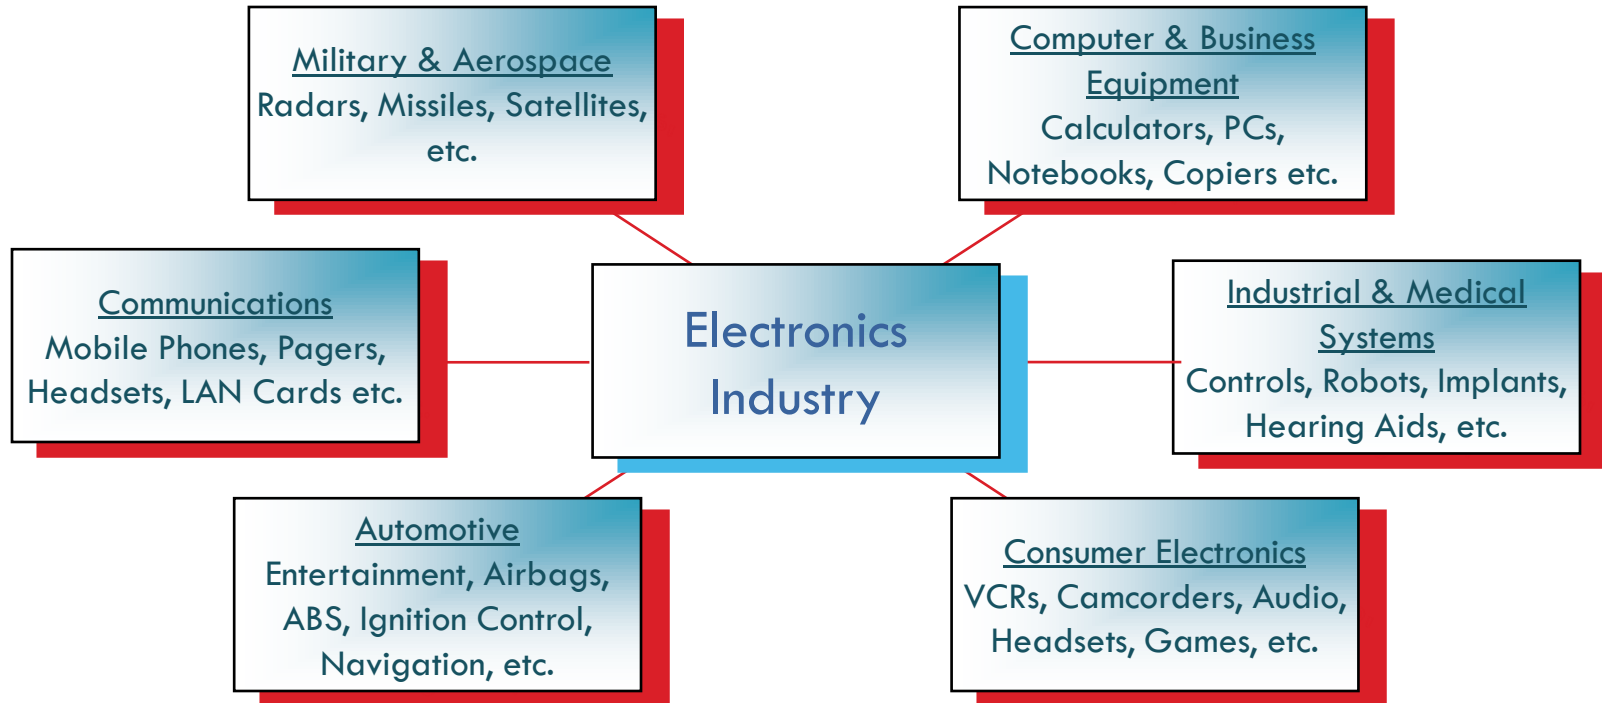 Military & Aerospace
Radars, Missiles, Satellites,
etc.
Computer & Business
Equipment
Calculators, PCs,
Notebooks, Copiers etc.
Communications
Mobile Phones, Pagers,
Headsets, LAN Cards etc.
Electronics
Industry
Industrial & Medical
Systems
Controls, Robots, Implants,
Hearing Aids, etc.
Automotive
Entertainment, Airbags,
ABS, Ignition Control,
Navigation, etc.
Consumer Electronics
VCRs, Camcorders, Audio,
Headsets, Games, etc.